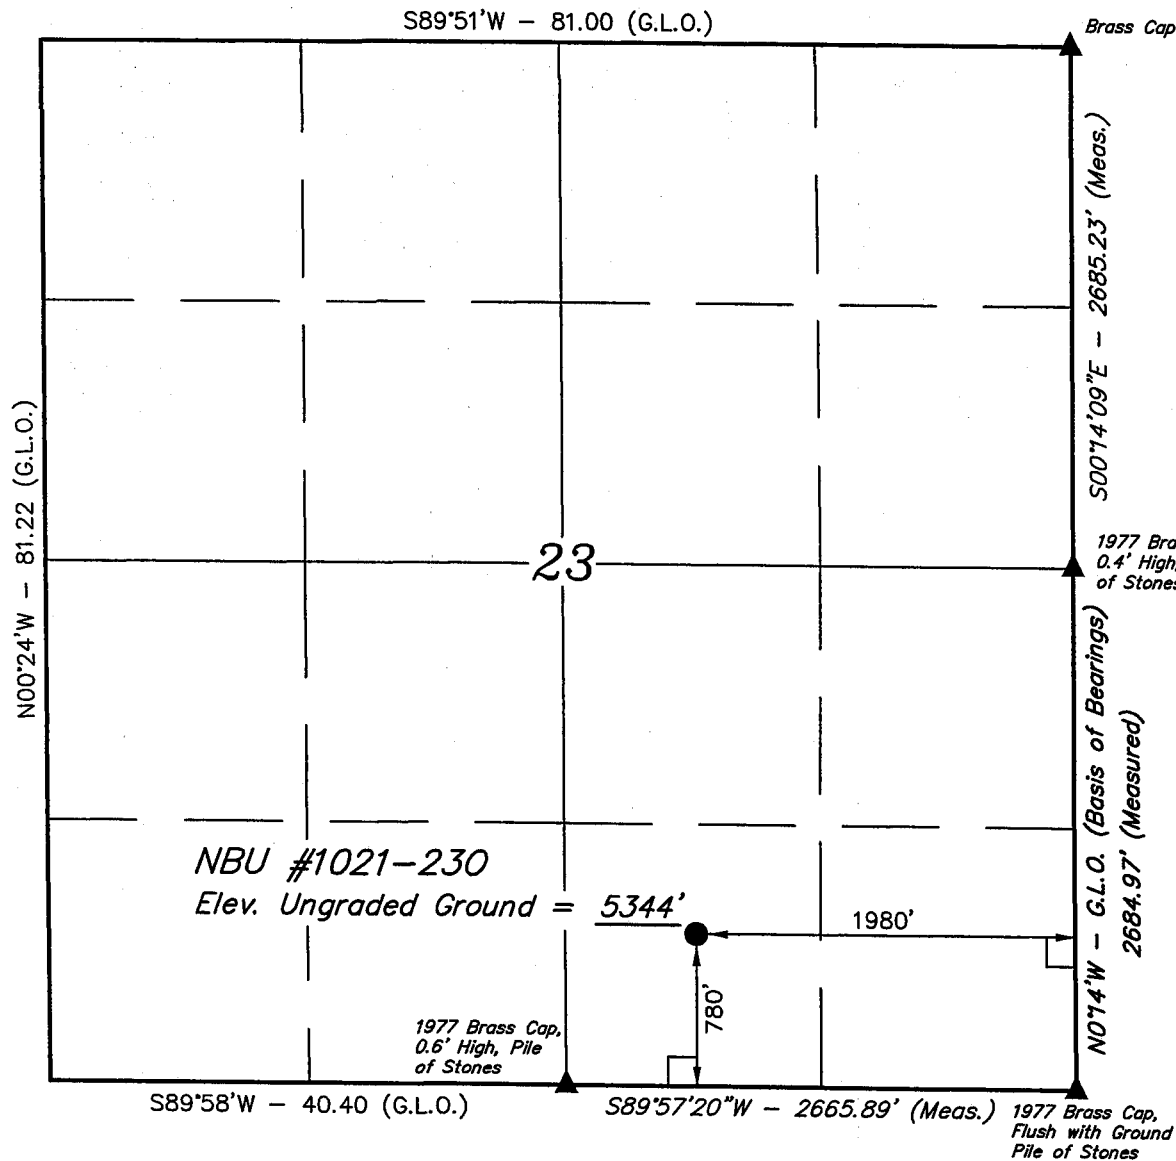 S89°51'W - 81.00 (G.L.O.)
Brass Cap
S00°14'09"E - 2685.23' (Meas.)
N00°24'W - 81.22 (G.L.O.)
23
1977
0.4' High,
of Stones
N0°14'W - G.L.O. (Basis of Bearings)
2684.97' (Measured)
NBU #1021-230
Elev. Ungraded Ground = 5344'
1980'
780'
1977 Brass Cap,
0.6' High, Pile
of Stones
S89°58'W - 40.40 (G.L.O.)
S89°57'20"W - 2665.89' (Meas.)
1977 Brass Cap,
Flush with Ground
Pile of Stones